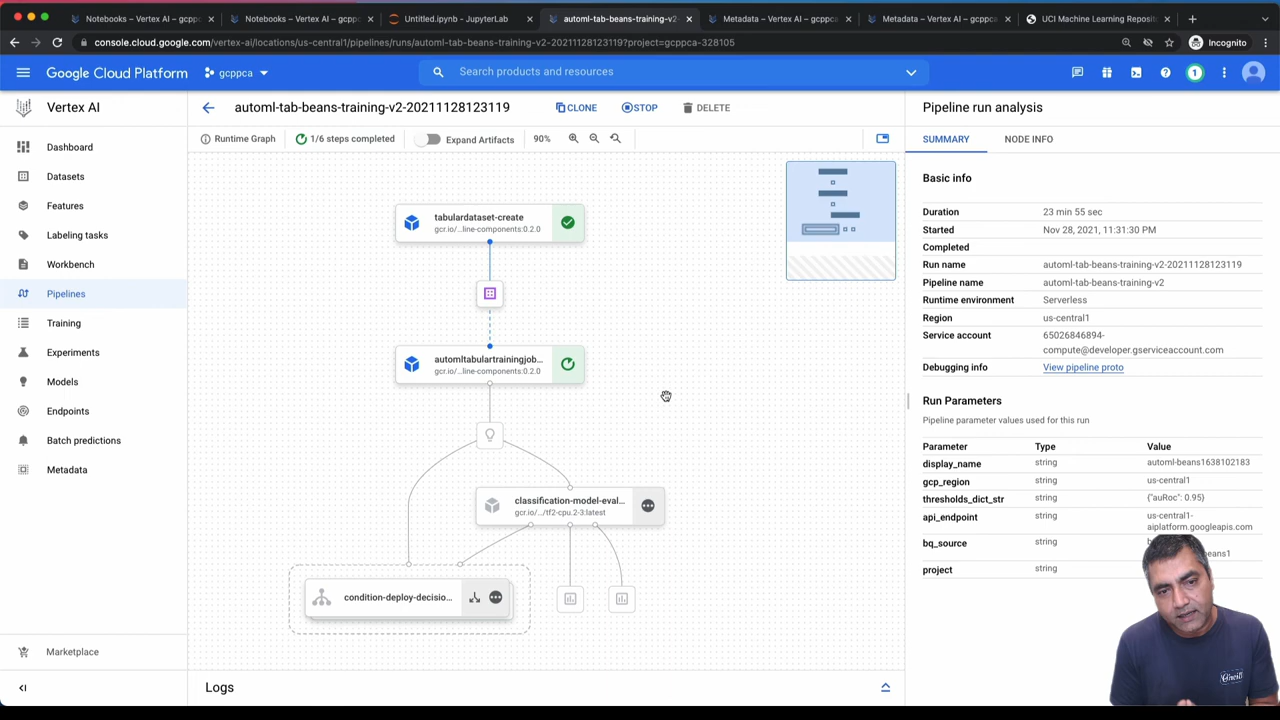 Notebooks – Vertex AI – gcpp
Notebooks – Vertex AI – gcpp
Untitled.ipynb - JupyterLab
automl-tab-beans-training-v2-
Metadata – Vertex AI – gcppca
Metadata – Vertex AI – gcppca
UCI Machine Learning Reposito
console.cloud.google.com/vertex-ai/locations/us-central1/pipelines/runs/automl-tab-beans-training-v2-20211128123119?project=gcppca-328105
Incognito
Google Cloud Platform
gcppca
Search products and resources
1
Vertex AI
automl-tab-beans-training-v2-20211128123119
CLONE
STOP
DELETE
Pipeline run analysis
Runtime Graph
1/6 steps completed
Expand Artifacts
90%
SUMMARY
NODE INFO
Dashboard
Datasets
Features
Labeling tasks
Workbench
Pipelines
Training
Experiments
Models
Endpoints
Batch predictions
Metadata
Marketplace
tabulardataset-create
gcr.io/...line-components:0.2.0
automltabulartrainingjob...
gcr.io/...line-components:0.2.0
classification-model-eval...
gcr.io/.../tf2-cpu.2-3:latest
condition-deploy-decisio...
Logs
Basic info
Duration 23 min 55 sec
Started Nov 28, 2021, 11:31:30 PM
Completed
Run name automl-tab-beans-training-v2-20211128123119
Pipeline name automl-tab-beans-training-v2
Runtime environment Serverless
Region us-central1
Service account 65026846894-
compute@developer.gserviceaccount.com
Debugging info View pipeline proto
Run Parameters
Pipeline parameter values used for this run
Parameter Type Value
display_name string automl-beans1638102183
gcp_region string us-central1
thresholds_dict_str string {"auRoc": 0.95}
api_endpoint string us-central1-
aiplatform.googleapis.com
bq_source string
project string
O'neill